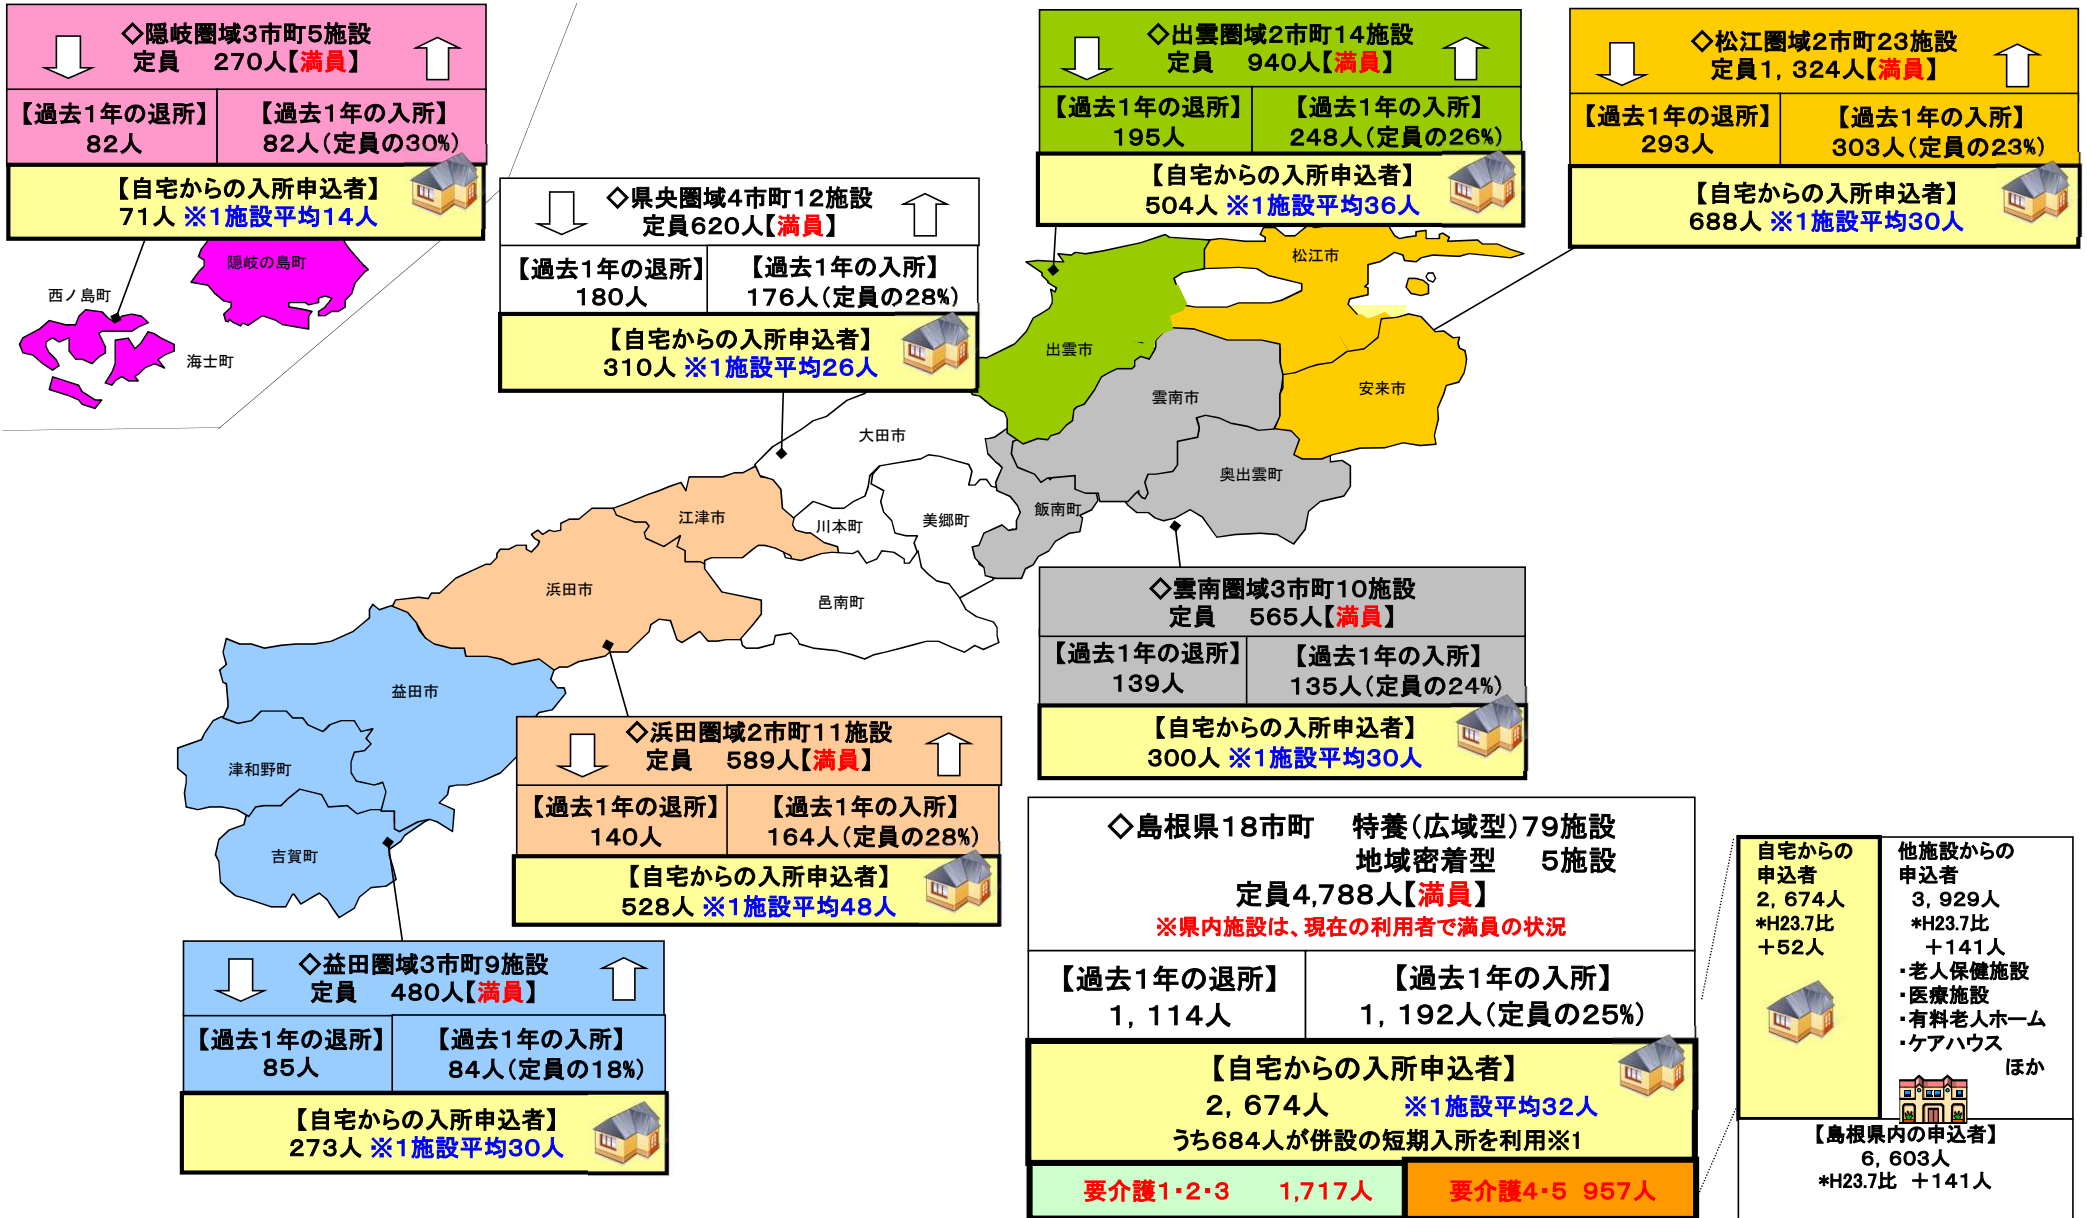 ◇隠岐圏域3市町5施設
定員　270人【満員】
【過去1年の退所】
82人
【過去1年の入所】
82人(定員の30%)
【自宅からの入所申込者】
71人 ※1施設平均14人
◇県央圏域4市町12施設
定員620人【満員】
【過去1年の退所】
180人
【過去1年の入所】
176人(定員の28%)
【自宅からの入所申込者】
310人 ※1施設平均26人
◇出雲圏域2市町14施設
定員　940人【満員】
【過去1年の退所】
195人
【過去1年の入所】
248人(定員の26%)
【自宅からの入所申込者】
504人 ※1施設平均36人
◇松江圏域2市町23施設
定員1,324人【満員】
【過去1年の退所】
293人
【過去1年の入所】
303人(定員の23%)
【自宅からの入所申込者】
688人 ※1施設平均30人
隠岐の島町
西ノ島町
海士町
松江市
出雲市
安来市
雲南市
大田市
奥出雲町
飯南町
江津市
川本町
美郷町
浜田市
邑南町
益田市
津和野町
吉賀町
◇雲南圏域3市町10施設
定員　565人【満員】
【過去1年の退所】
139人
【過去1年の入所】
135人(定員の24%)
【自宅からの入所申込者】
300人 ※1施設平均30人
◇浜田圏域2市町11施設
定員　589人【満員】
【過去1年の退所】
140人
【過去1年の入所】
164人(定員の28%)
【自宅からの入所申込者】
528人 ※1施設平均48人
◇益田圏域3市町9施設
定員　480人【満員】
【過去1年の退所】
85人
【過去1年の入所】
84人(定員の18%)
【自宅からの入所申込者】
273人 ※1施設平均30人
◇島根県18市町　特養(広域型)79施設
地域密着型　5施設
定員4,788人【満員】
※県内施設は、現在の利用者で満員の状況
【過去1年の退所】
1,114人
【過去1年の入所】
1,192人(定員の25%)
【自宅からの入所申込者】
2,674人　※1施設平均32人
うち684人が併設の短期入所を利用※1
要介護1・2・3　1,717人
要介護4・5 957人
自宅からの
申込者
2,674人
*H23.7比
+52人
他施設からの
申込者
3,929人
*H23.7比
+141人
・老人保健施設
・医療施設
・有料老人ホーム
・ケアハウス
ほか
【島根県内の申込者】
6,603人
*H23.7比 +141人